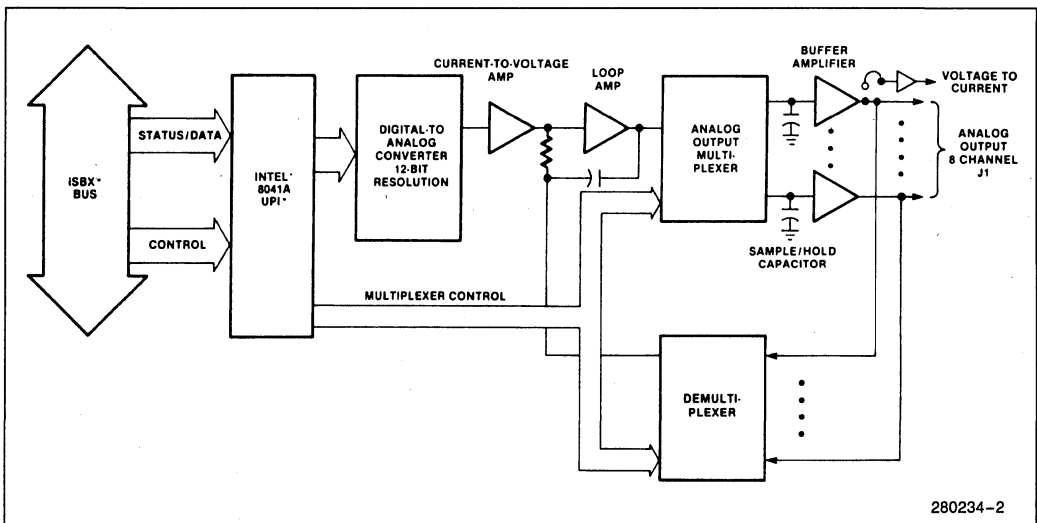 iSBX* BUS
STATUS/DATA
CONTROL
INTEL'
8041A
UPI*
DIGITAL-TO
ANALOG
CONVERTER
12-BIT
RESOLUTION
CURRENT-TO-VOLTAGE
AMP
LOOP
AMP
ANALOG
OUTPUT
MULTI-
PLEXER
BUFFER
AMPLIFIER
VOLTAGE TO
CURRENT
ANALOG
OUTPUT
8 CHANNEL
J1
SAMPLE/HOLD
CAPACITOR
MULTIPLEXER CONTROL
DEMULTI-
PLEXER
280234-2